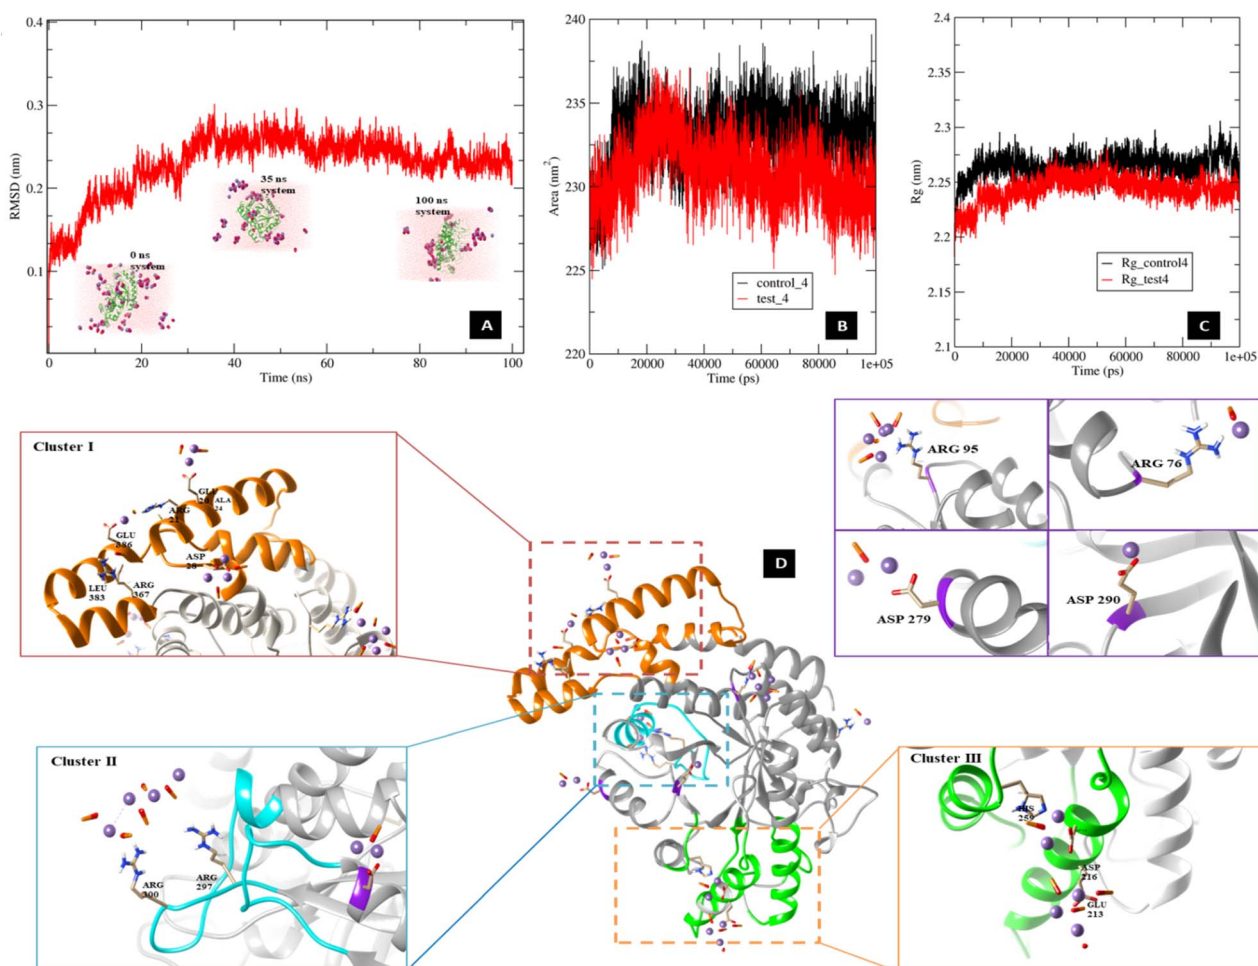 0.4
0.3
0.2
0.1
RMSD (nm)
0 ns
system
35 ns
system
100 ns
system
A
0
20
40
60
80
100
Time (ns)
240
235
230
225
220
Area (nm²)
control_4
test_4
B
0
20000
40000
60000
80000
1e+05
Time (ps)
2.4
2.35
2.3
2.25
2.2
2.15
2.1
Rg (nm)
Rg_control4
Rg_test4
C
0
20000
40000
60000
80000
1e+05
Time (ps)
Cluster I
GLU
20
ALA
24
ARG
GLU
386
ASP
28
LEU
383
ARG
367
D
ARG 95
ARG 76
ASP 279
ASP 290
Cluster II
ARG
300
ARG
297
Cluster III
HIS
259
ASP
216
GLU
213